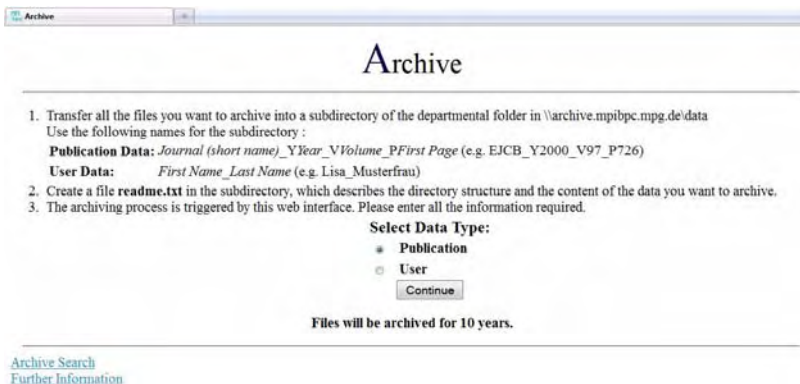 Archive
Archive
1. Transfer all the files you want to archive into a subdirectory of the departmental folder in \\archive.mpibpc.mpg.de\data
Use the following names for the subdirectory :
Publication Data: Journal (short name)_YYear_VVolume_PFirst Page (e.g. EJCB_Y2000_V97_P726)
User Data: First Name_Last Name (e.g. Lisa_Musterfrau)
2. Create a file readme.txt in the subdirectory, which describes the directory structure and the content of the data you want to archive.
3. The archiving process is triggered by this web interface. Please enter all the information required.
Select Data Type:
Publication
User
Continue
Files will be archived for 10 years.
Archive Search
Further Information